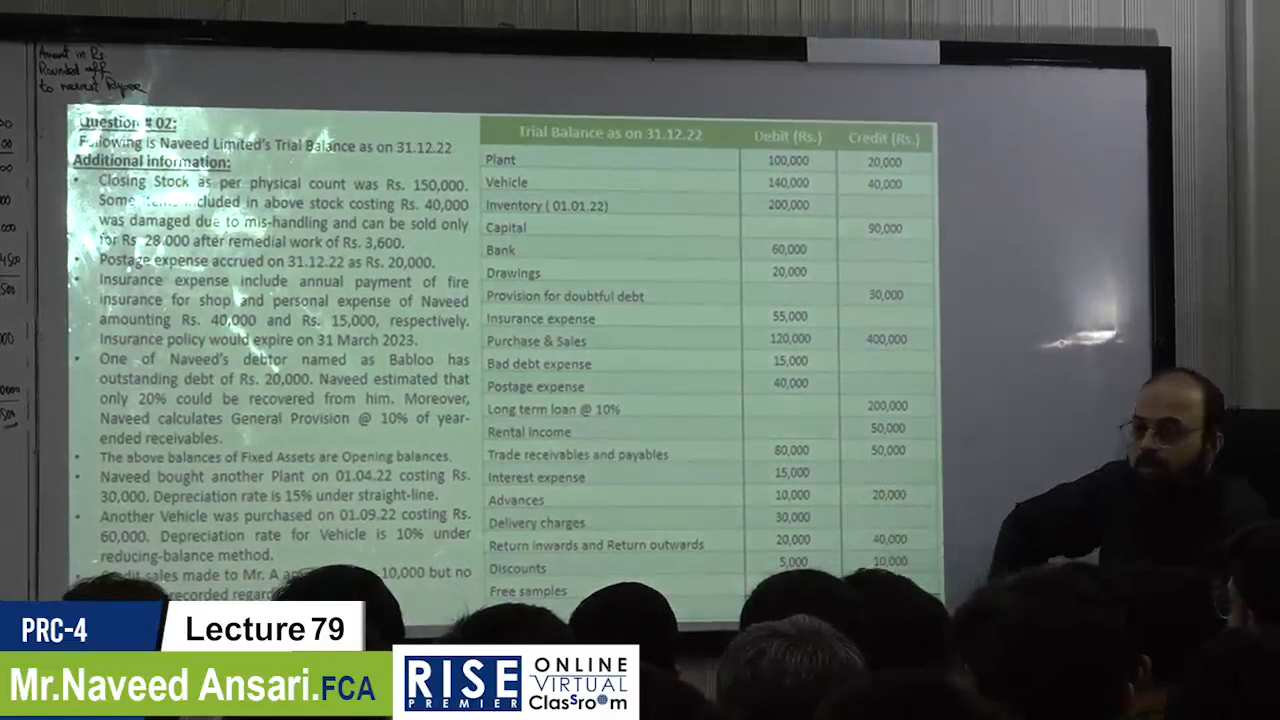 Amount in Rs.
Rounded off
to nearest Rupee
Question # 02:
Following is Naveed Limited's Trial Balance as on 31.12.22
Additional information:
• Closing Stock as per physical count was Rs. 150,000.
Some items included in above stock costing Rs. 40,000
was damaged due to mis-handling and can be sold only
for Rs. 28,000 after remedial work of Rs. 3,600.
• Postage expense accrued on 31.12.22 as Rs. 20,000.
• Insurance expense include annual payment of fire
insurance for shop and personal expense of Naveed
amounting Rs. 40,000 and Rs. 15,000, respectively.
Insurance policy would expire on 31 March 2023.
• One of Naveed's debtor named as Babloo has
outstanding debt of Rs. 20,000. Naveed estimated that
only 20% could be recovered from him. Moreover,
Naveed calculates General Provision @ 10% of year-
ended receivables.
• The above balances of Fixed Assets are Opening balances.
• Naveed bought another Plant on 01.04.22 costing Rs.
30,000. Depreciation rate is 15% under straight-line.
• Another Vehicle was purchased on 01.09.22 costing Rs.
60,000. Depreciation rate for Vehicle is 10% under
reducing-balance method.
sales made to Mr. A 10,000 but no
recorded
Trial Balance as on 31.12.22 Debit (Rs.) Credit (Rs.)
Plant 100,000 20,000
Vehicle 140,000 40,000
Inventory ( 01.01.22) 200,000
Capital 90,000
Bank 60,000
Drawings 20,000
Provision for doubtful debt 30,000
Insurance expense 55,000
Purchase & Sales 120,000 400,000
Bad debt expense 15,000
Postage expense 40,000
Long term loan @ 10% 200,000
Rental income 50,000
Trade receivables and payables 80,000 50,000
Interest expense 15,000
Advances 10,000 20,000
Delivery charges 30,000
Return inwards and Return outwards 20,000 40,000
Discounts 5,000 10,000
Free samples
PRC-4 Lecture 79
Mr.Naveed Ansari.FCA
RISE
PREMIER
ONLINE
VIRTUAL
ClasSroom